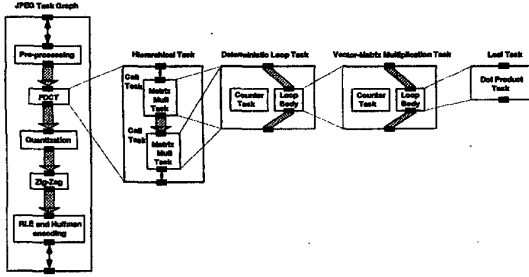 JPEG Task Graph
Pre-processing
FDCT
Quantization
Zig-Zag
RLE and Huffman
encoding
Hierarchical Task
Call
Task
Matrix
Mult
Task
Call
Task
Matrix
Mult
Task
Deterministic Loop Task
Counter
Task
Loop
Body
Vector-Matrix Multiplication Task
Counter
Task
Loop
Body
Leaf Task
Dot Product
Task